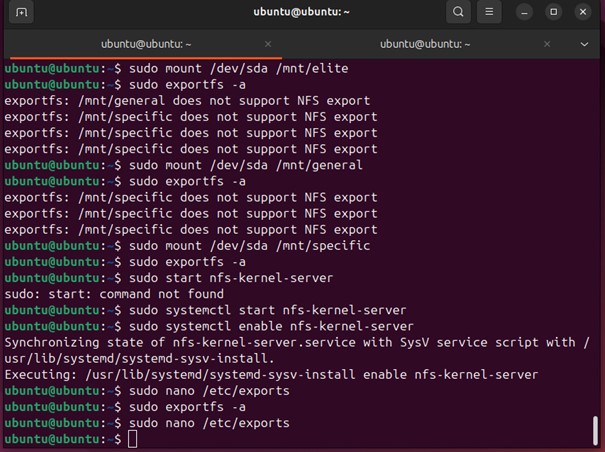 ubuntu@ubuntu: ~
ubuntu@ubuntu: ~
ubuntu@ubuntu: ~
ubuntu@ubuntu:~$ sudo mount /dev/sda /mnt/elite
ubuntu@ubuntu:~$ sudo exportfs -a
exportfs: /mnt/general does not support NFS export
exportfs: /mnt/specific does not support NFS export
exportfs: /mnt/specific does not support NFS export
exportfs: /mnt/specific does not support NFS export
ubuntu@ubuntu:~$ sudo mount /dev/sda /mnt/general
ubuntu@ubuntu:~$ sudo exportfs -a
exportfs: /mnt/specific does not support NFS export
exportfs: /mnt/specific does not support NFS export
exportfs: /mnt/specific does not support NFS export
ubuntu@ubuntu:~$ sudo mount /dev/sda /mnt/specific
ubuntu@ubuntu:~$ sudo exportfs -a
ubuntu@ubuntu:~$ sudo start nfs-kernel-server
sudo: start: command not found
ubuntu@ubuntu:~$ sudo systemctl start nfs-kernel-server
ubuntu@ubuntu:~$ sudo systemctl enable nfs-kernel-server
Synchronizing state of nfs-kernel-server.service with SysV service script with /
usr/lib/systemd/systemd-sysv-install.
Executing: /usr/lib/systemd/systemd-sysv-install enable nfs-kernel-server
ubuntu@ubuntu:~$ sudo nano /etc/exports
ubuntu@ubuntu:~$ sudo exportfs -a
ubuntu@ubuntu:~$ sudo nano /etc/exports
ubuntu@ubuntu:~$